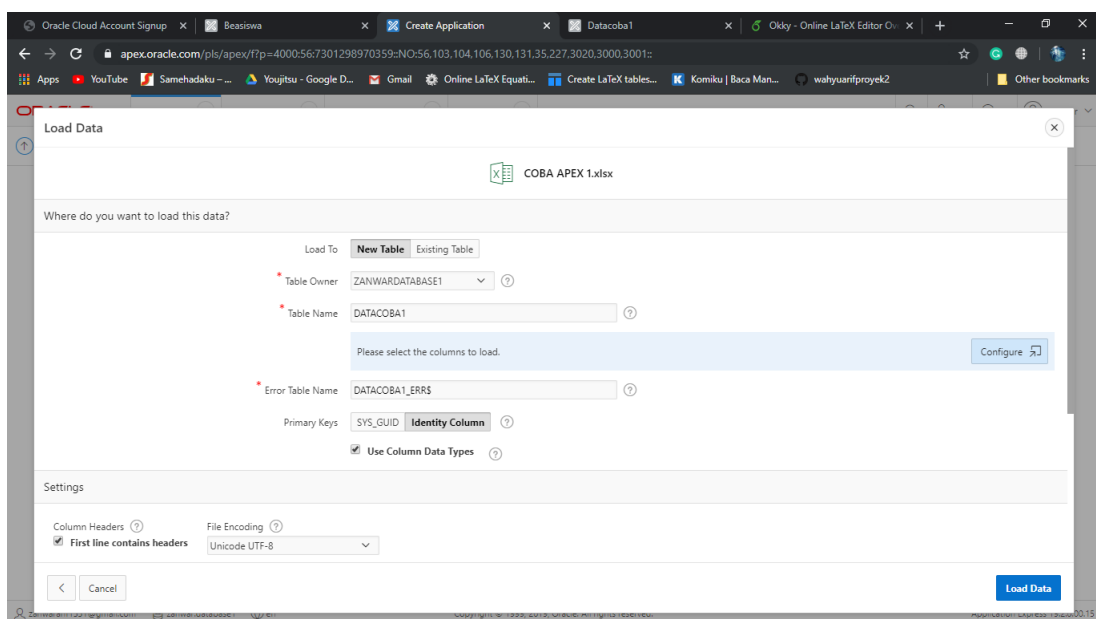 Oracle Cloud Account Signup
Beasiswa
Create Application
Datacoba1
Okky - Online LaTeX Editor Ov
apex.oracle.com/pls/apex/f?p=4000:56:7301298970359::NO:56,103,104,106,130,131,35,227,3020,3000,3001::
Apps YouTube Samehadaku – ... Youjitsu - Google D... Gmail Online LaTeX Equati... Create LaTeX tables... Komiku | Baca Man... wahyuarifproyek2 Other bookmarks
Load Data
COBA APEX 1.xlsx
Where do you want to load this data?
Load To New Table Existing Table
* Table Owner ZANWARDATABASE1
* Table Name DATACOBA1
Please select the columns to load. Configure
* Error Table Name DATACOBA1_ERR$
Primary Keys SYS_GUID Identity Column
Use Column Data Types
Settings
Column Headers File Encoding
First line contains headers Unicode UTF-8
Cancel Load Data